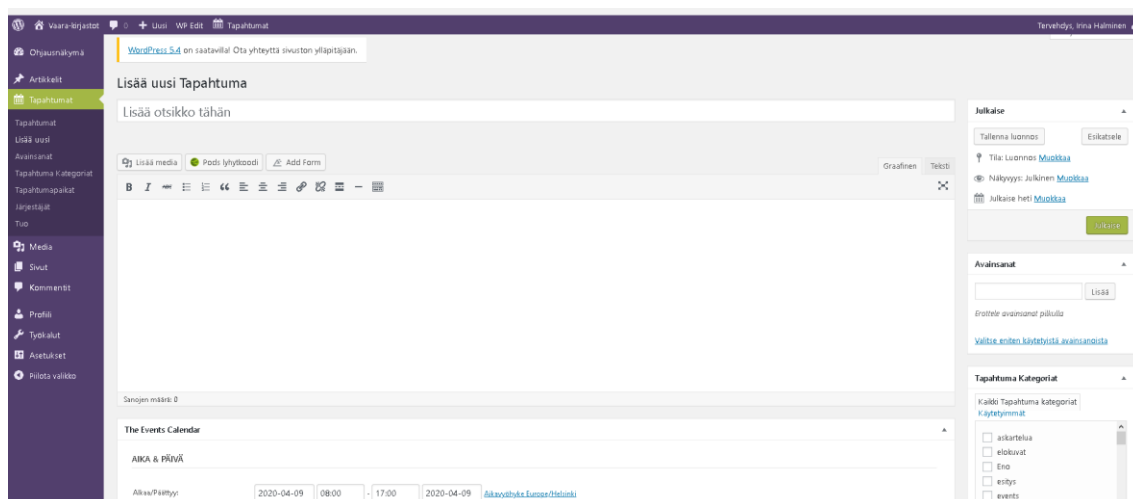 Vaara-kirjastot 0 + Uusi WP Edit Tapahtumat
Tervehdys, Irina Halminen
Ohjausnäkymä
Artikkelit
Tapahtumat
Tapahtumat
Lisää uusi
Avainsanat
Tapahtuma Kategoriat
Tapahtumapaikat
Järjestäjät
Tuo
Media
Sivut
Kommentit
Profiili
Työkalut
Asetukset
Piilota valikko
WordPress 5.4 on saatavilla! Ota yhteyttä sivuston ylläpitäjään.
Lisää uusi Tapahtuma
Lisää otsikko tähän
Lisää media Pods lyhytkoodi Add Form
Graafinen Teksti
B I ABC
Sanojen määrä: 0
The Events Calendar
AIKA & PÄIVÄ
Alkaa/Päättyy: 2020-04-09 08:00 - 17:00 2020-04-09 Aikavyöhyke Europe/Helsinki
Julkaise
Tallenna luonnos Esikatsele
Tila: Luonnos Muokkaa
Näkyvyys: Julkinen Muokkaa
Julkaise heti Muokkaa
Julkaise
Avainsanat
Lisää
Erottele avainsanat pilkulla
Valitse eniten käytetyistä avainsanoista
Tapahtuma Kategoriat
Kaikki Tapahtuma kategoriat
Käytetyimmät
askartelua
elokuvat
Eno
esitys
events